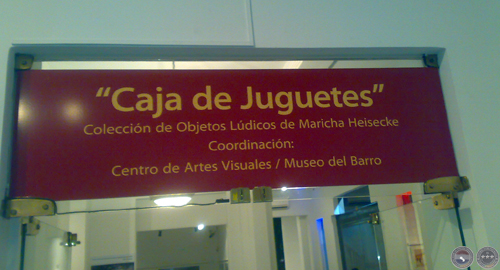 “Caja de Juguetes”
Colección de Objetos Lúdicos de Maricha Heisecke
Coordinación:
Centro de Artes Visuales / Museo del Barro